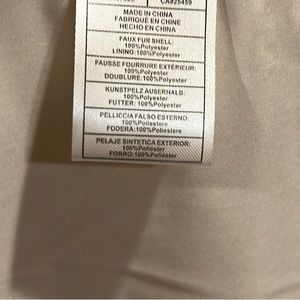 CA#25459
MADE IN CHINA
FABRIQUÉ EN CHINE
HECHO EN CHINA
FAUX FUR SHELL:
100%Polyester
LINING:100%Polyester
FAUSSE FOURRURE EXTÉRIEUR:
100%Polyester
DOUBLURE:100%Polyester
KUNSTPELZ AUßERHALB:
100%Polyester
FUTTER:100%Polyester
PELLICCIA FALSO ESTERNO:
100%Poliestere
FODERA:100%Poliestere
PELAJE SINTETICA EXTERIOR:
100%Poliester
FORRO:100%Poliester